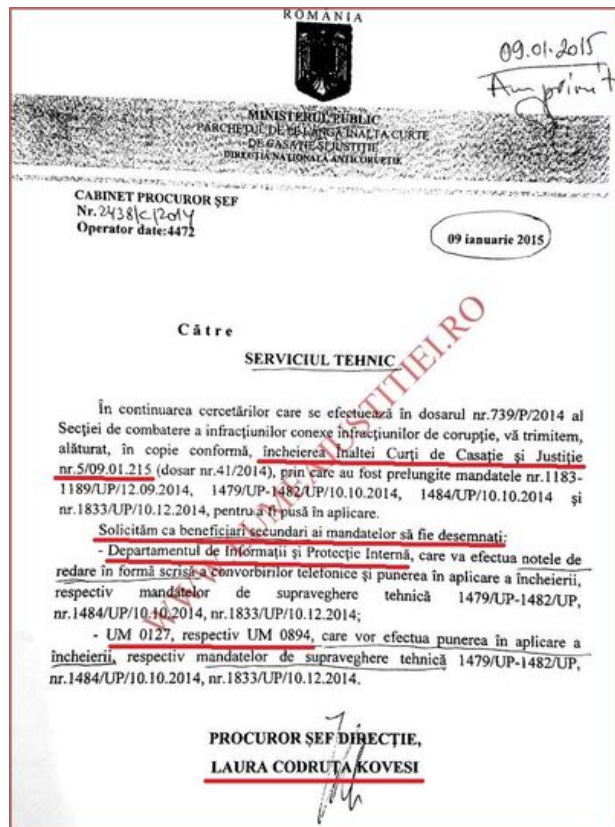 ROMÂNIA
09.01.2015
Am primit
MINISTERUL PUBLIC
PARCHETUL DE PE LÂNGĂ ÎNALTA CURTE
DE CASAȚIE ȘI JUSTIȚIE
DIRECȚIA NAȚIONALĂ ANTICORUPȚIE
CABINET PROCUROR ȘEF
Nr. 2438/C/2014
Operator date:4472
09 ianuarie 2015
Către
SERVICIUL TEHNIC
În continuarea cercetărilor care se efectuează în dosarul nr.739/P/2014 al
Secției de combatere a infracțiunilor conexe infracțiunilor de corupție, vă trimitem,
alăturat, în copie conformă, încheierea Înaltei Curți de Casație și Justiție
nr.5/09.01.215 (dosar nr.41/2014), prin care au fost prelungite mandatele nr.1183-
1189/UP/12.09.2014, 1479/UP-1482/UP/10.10.2014, 1484/UP/10.10.2014 și
nr.1833/UP/10.12.2014, pentru a fi pusă în aplicare.
Solicităm ca beneficiari secundari ai mandatelor să fie desemnați:
- Departamentul de Informații și Protecție Internă, care va efectua notele de
redare în formă scrisă a convorbirilor telefonice și punerea în aplicare a încheierii,
respectiv mandatelor de supraveghere tehnică 1479/UP-1482/UP,
nr.1484/UP/10.10.2014, nr.1833/UP/10.12.2014;
- UM 0127, respectiv UM 0894, care vor efectua punerea în aplicare a
încheierii, respectiv mandatelor de supraveghere tehnică 1479/UP-1482/UP,
nr.1484/UP/10.10.2014, nr.1833/UP/10.12.2014.
PROCUROR ȘEF DIRECȚIE,
LAURA CODRUȚA KOVESI
WWW.LUMEAJUSTITIEI.RO